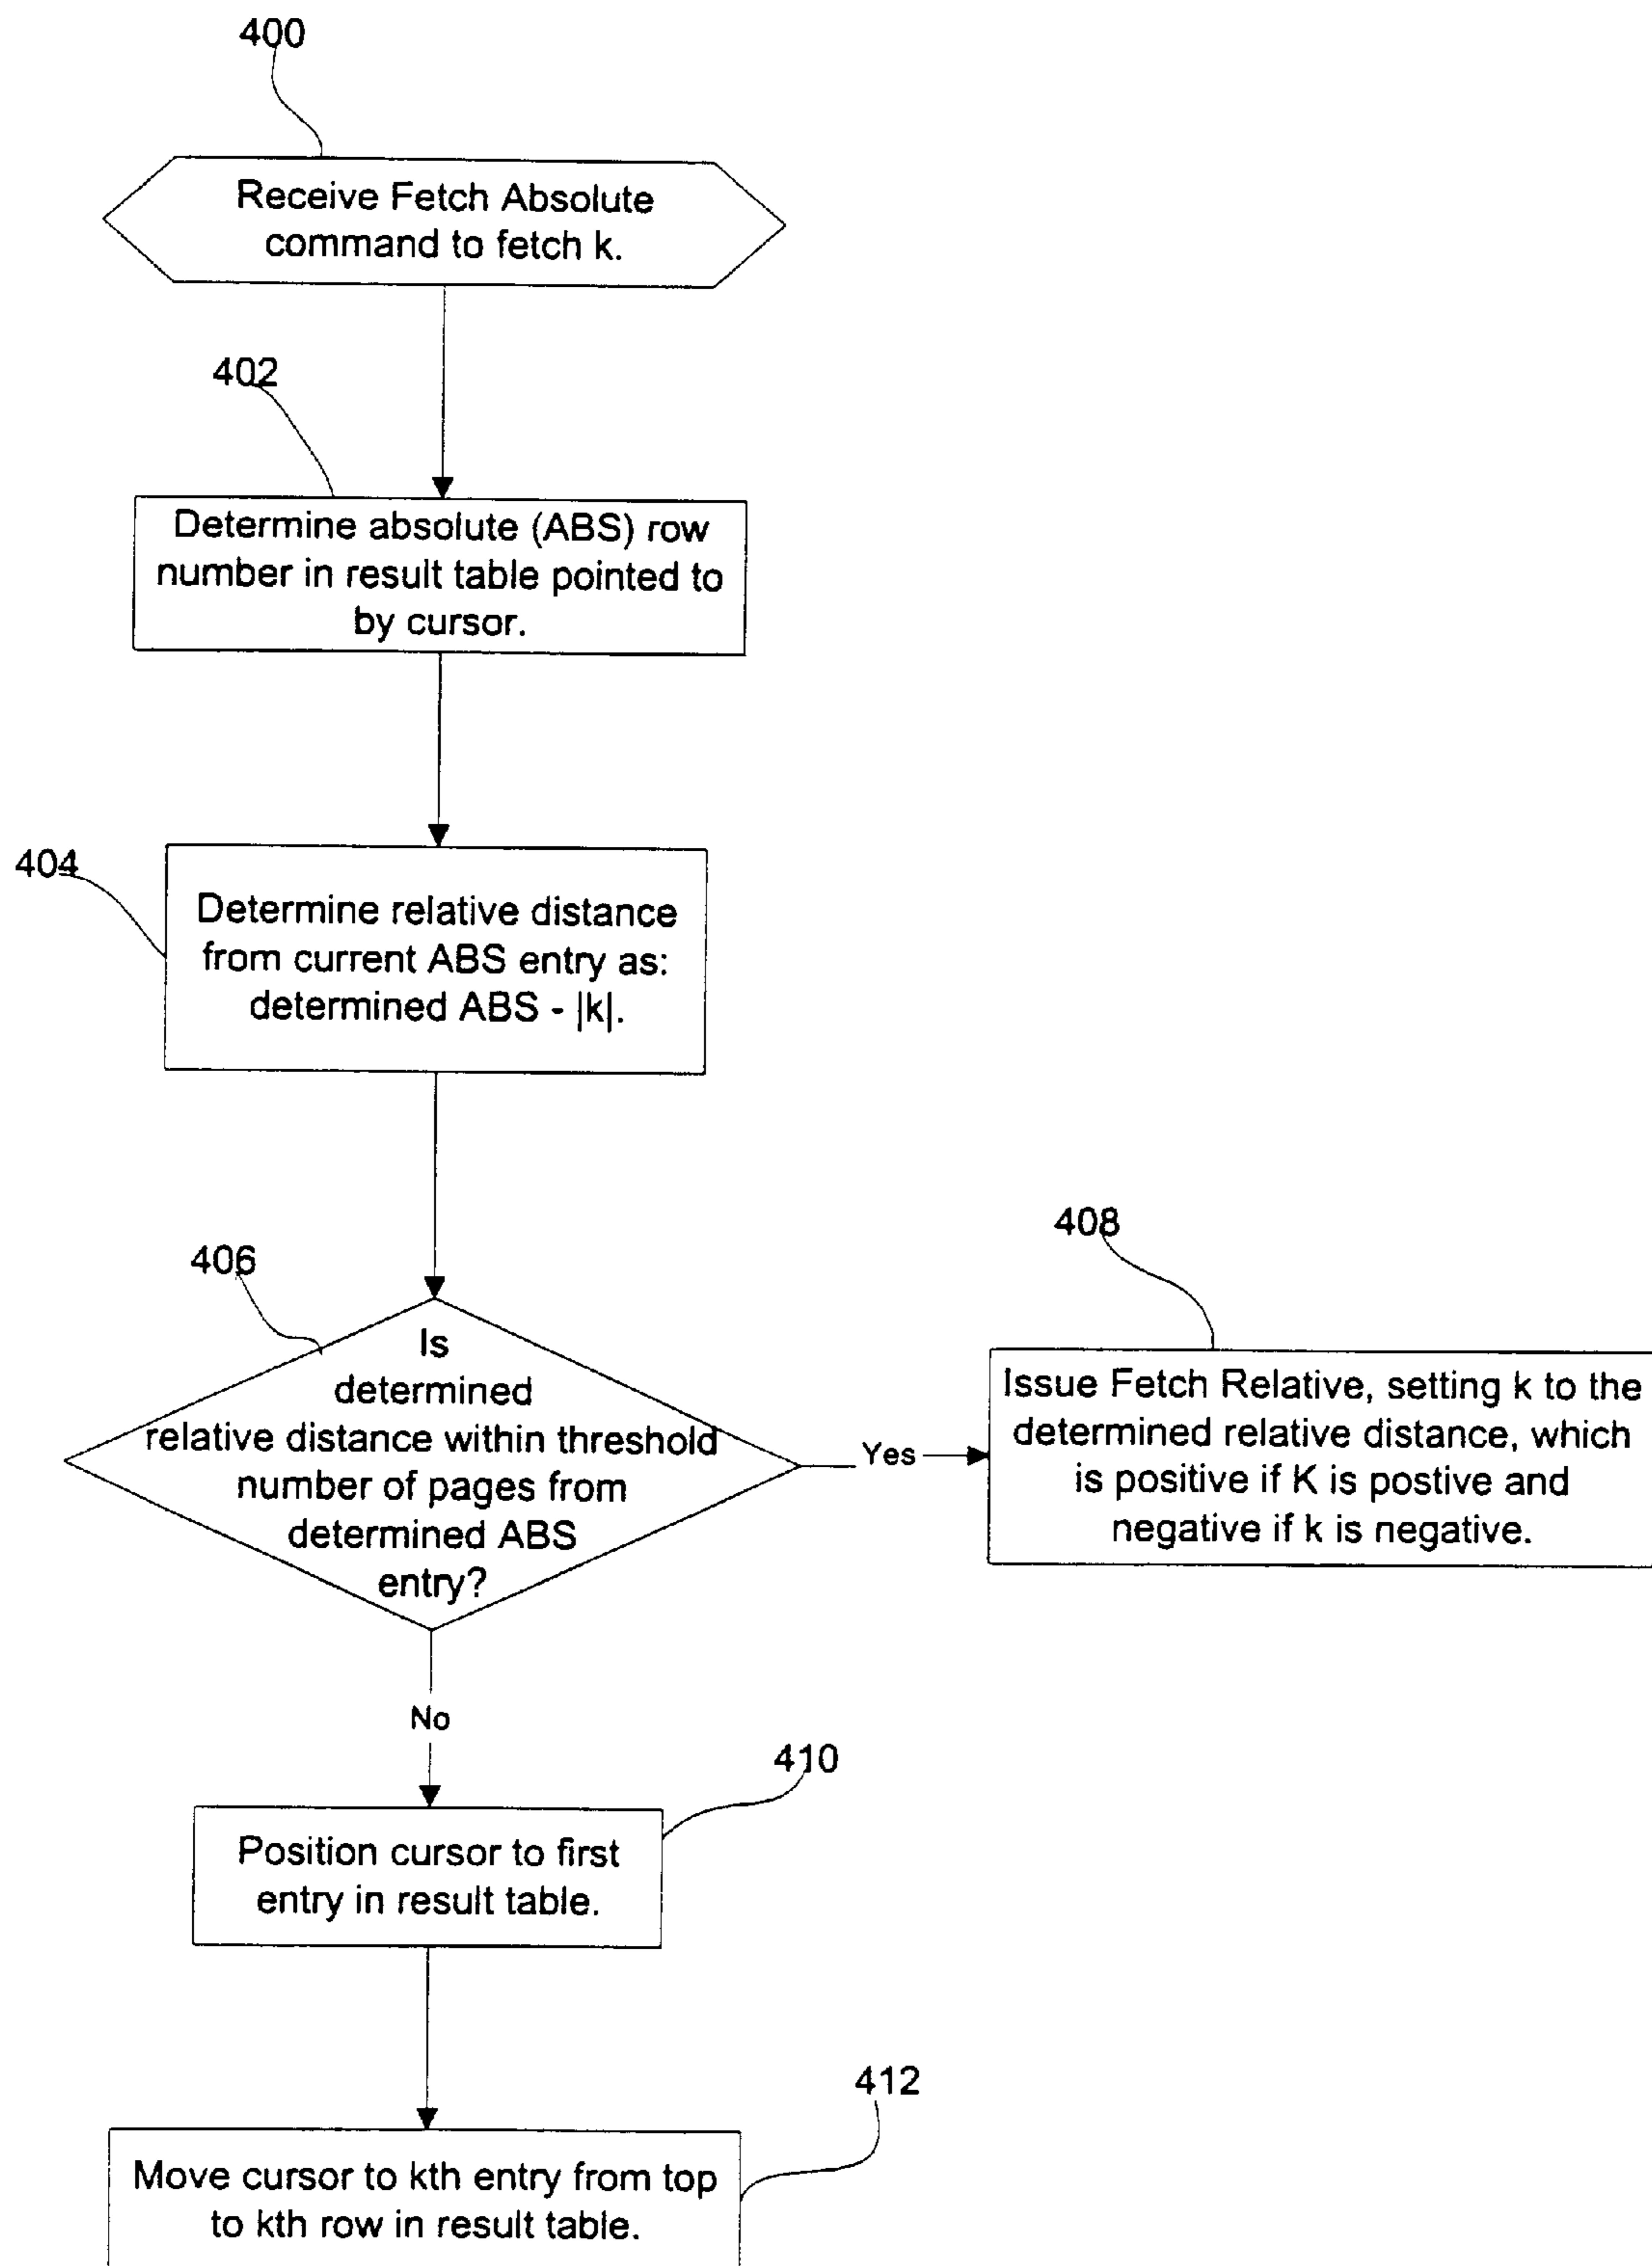 400
Receive Fetch Absolute
command to fetch k.
402
Determine absolute (ABS) row
number in result table pointed to
by cursor.
404
Determine relative distance
from current ABS entry as:
determined ABS - |k|.
406
Is
determined
relative distance within threshold
number of pages from
determined ABS
entry?
Yes
408
Issue Fetch Relative, setting k to the
determined relative distance, which
is positive if K is postive and
negative if k is negative.
No
410
Position cursor to first
entry in result table.
412
Move cursor to kth entry from top
to kth row in result table.